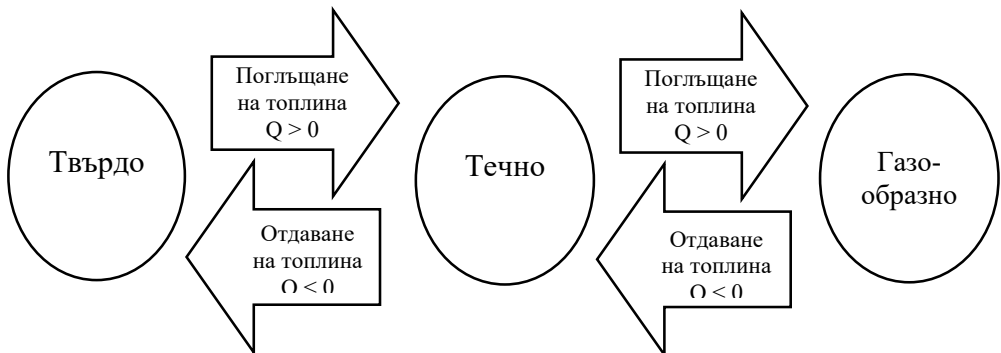 Твърдо
Поглъщане
на топлина
Q > 0
Отдаване
на топлина
Q < 0
Течно
Поглъщане
на топлина
Q > 0
Отдаване
на топлина
Q < 0
Газо-
образно